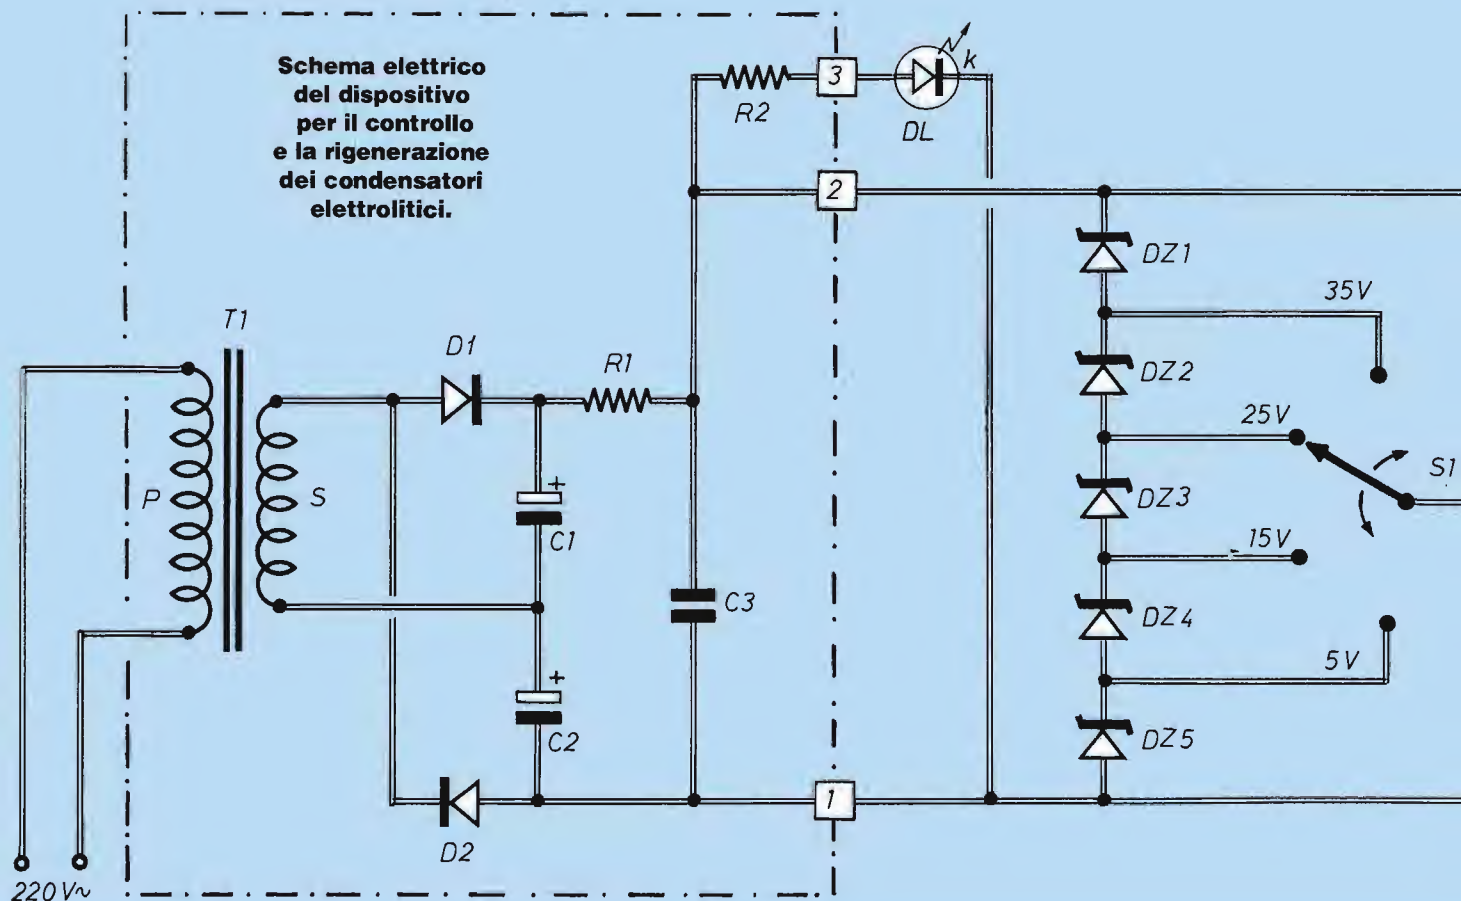 Schema elettrico
del dispositivo
per il controllo
e la rigenerazione
dei condensatori
elettrolitici.
3
k
R2
DL
2
DZ1
35V
T1
D1
R1
DZ2
25V
S1
P
S
+
C1
DZ3
15V
C3
DZ4
5V
+
C2
DZ5
1
D2
220V~